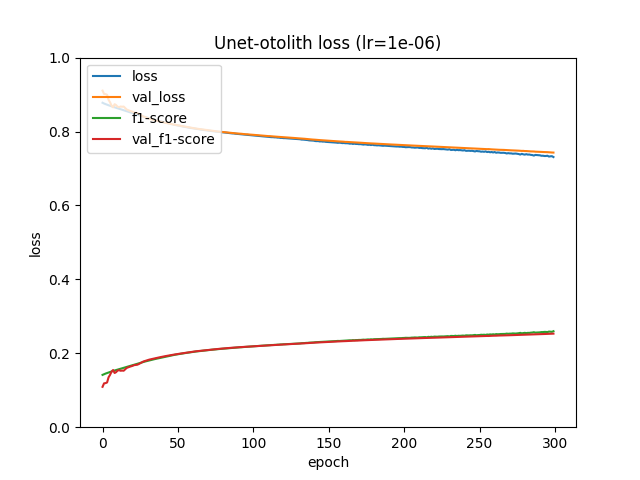 Unet-otolith loss (lr=1e-06)
loss
val_loss
f1-score
val_f1-score
1.0
0.8
0.6
0.4
0.2
0.0
loss
0 50 100 150 200 250 300
epoch